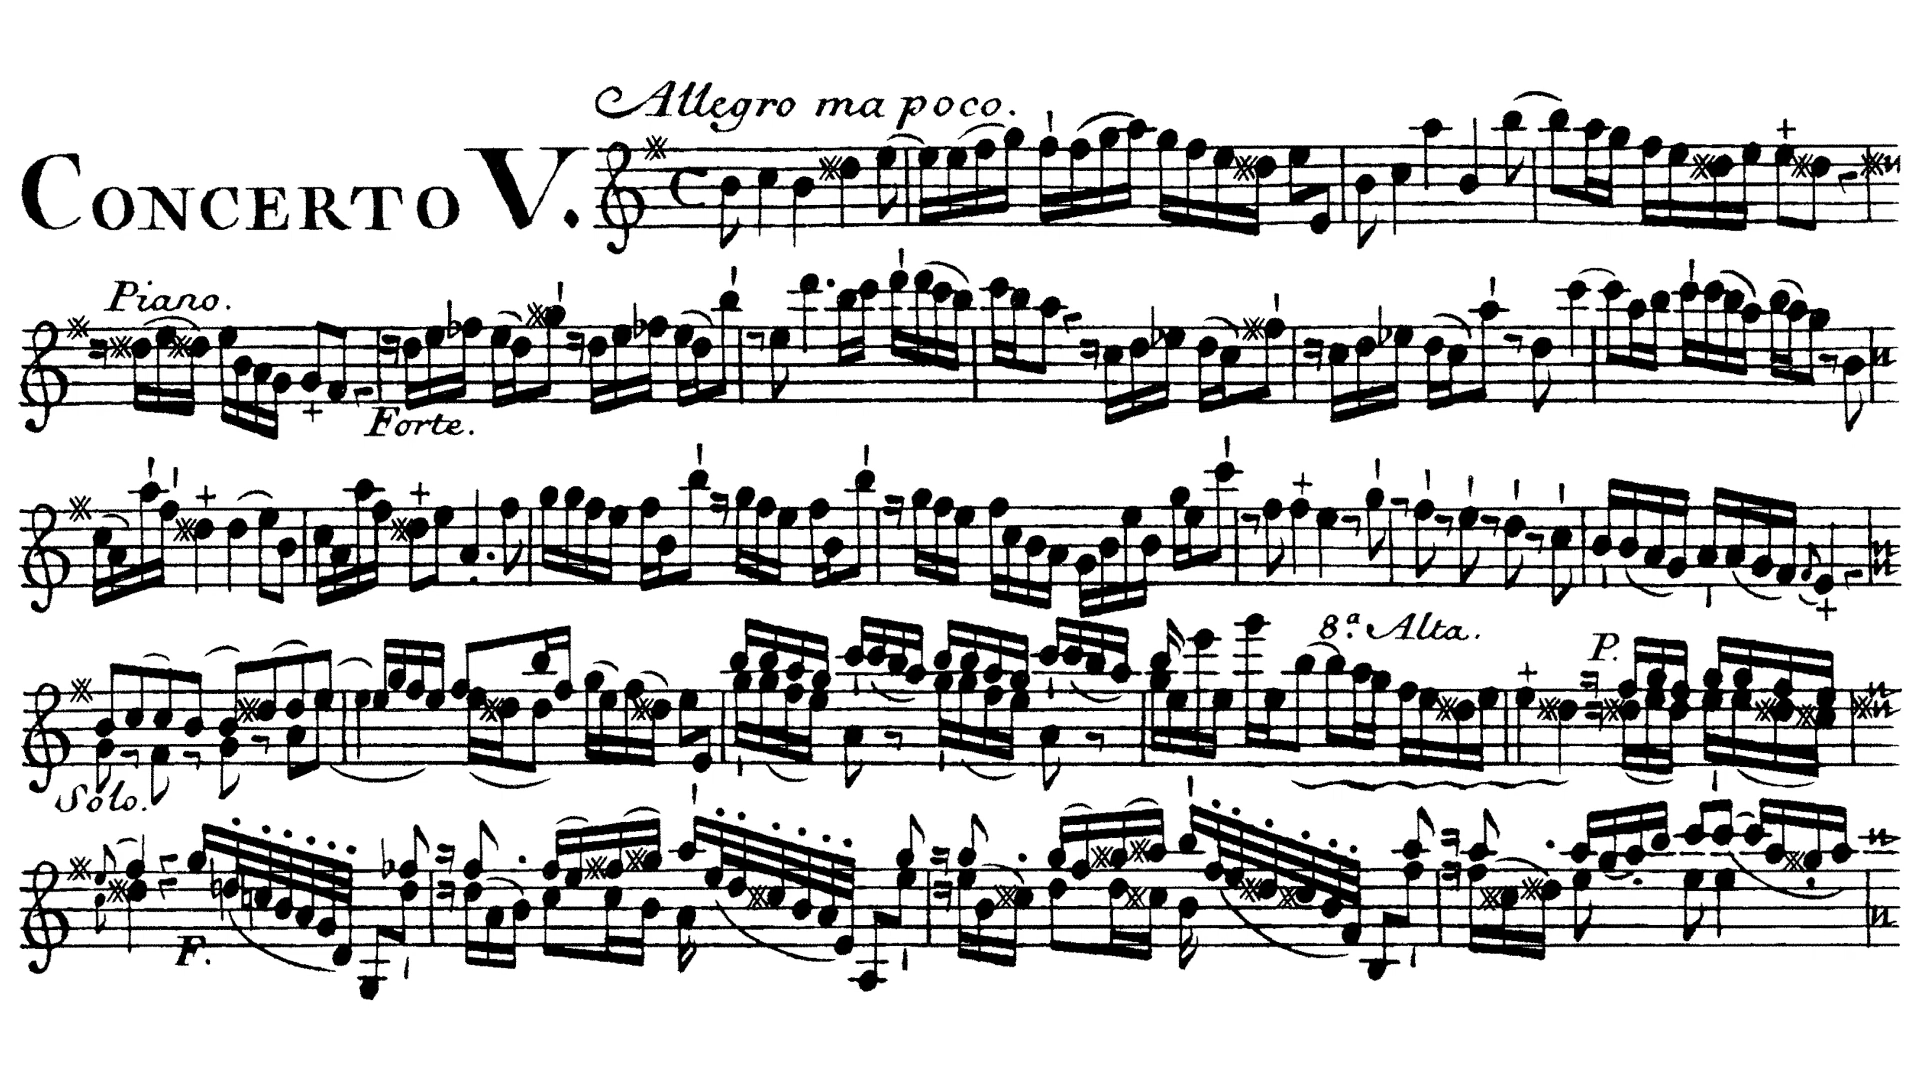 Allegro ma poco.
CONCERTO V.
Piano.
Forte.
8.ª Alta.
P.
Solo.
F.